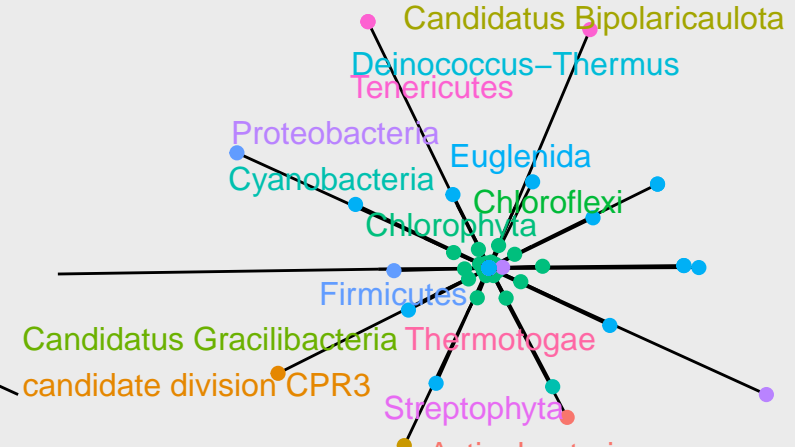 Candidatus Bipolaricaulota
Deinococcus–Thermus
Tenericutes
Proteobacteria
Euglenida
Cyanobacteria
Chloroflexi
Chlorophyta
Firmicutes
Candidatus Gracilibacteria
Thermotogae
candidate division CPR3
Streptophyta